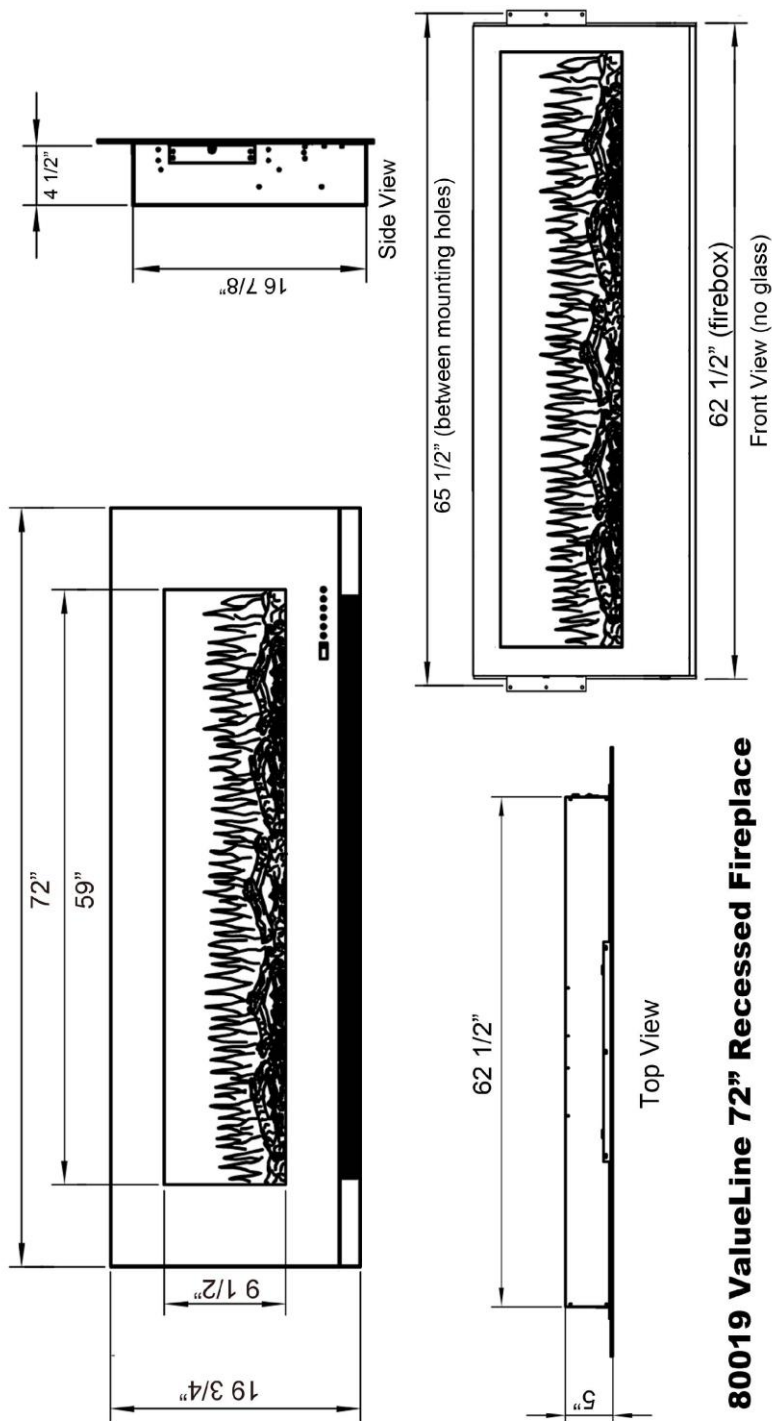 72”
59”
9 1/2”
19 3/4”
4 1/2”
16 7/8”
Side View
62 1/2”
5”
Top View
65 1/2” (between mounting holes)
62 1/2” (firebox)
Front View (no glass)
80019 ValueLine 72” Recessed Fireplace